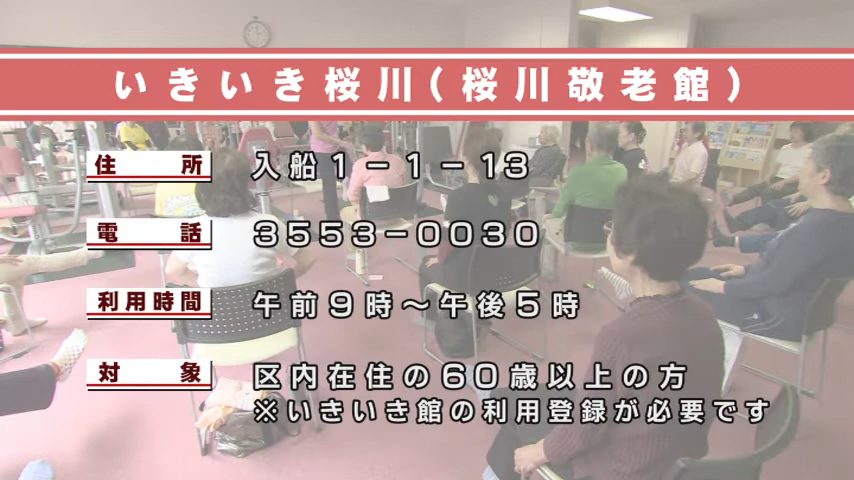 いきいき桜川(桜川敬老館)
住所 入船1-1-13
電話 3553-0030
利用時間 午前9時~午後5時
対象 区内在住の60歳以上の方
※いきいき館の利用登録が必要です